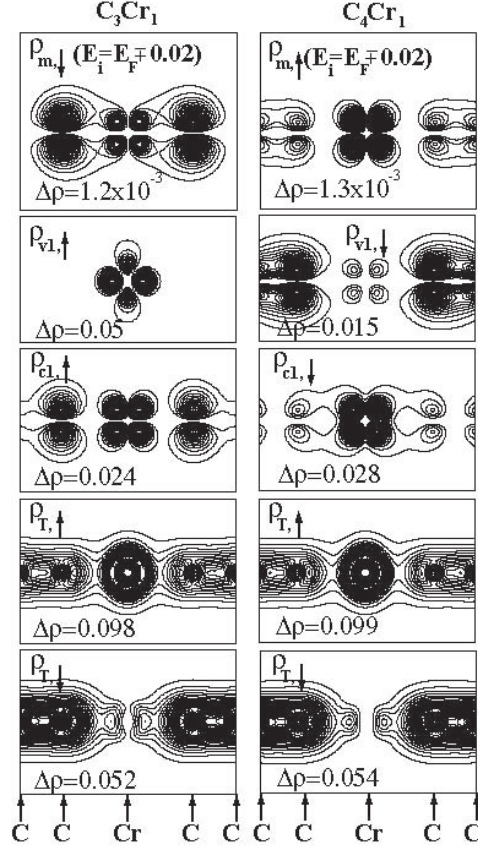 C₃Cr₁ C₄Cr₁
ρm,↓ (Ei=EF∓0.02) ρm,↑ (Ei=EF∓0.02)
Δρ=1.2x10⁻³ Δρ=1.3x10⁻³
ρv1,↑ ρv1,↓
Δρ=0.05 Δρ=0.015
ρc1,↑ ρc1,↓
Δρ=0.024 Δρ=0.028
ρT,↑ ρT,↑
Δρ=0.098 Δρ=0.099
ρT,↓ ρT,↓
Δρ=0.052 Δρ=0.054
C C Cr C C C C Cr C C